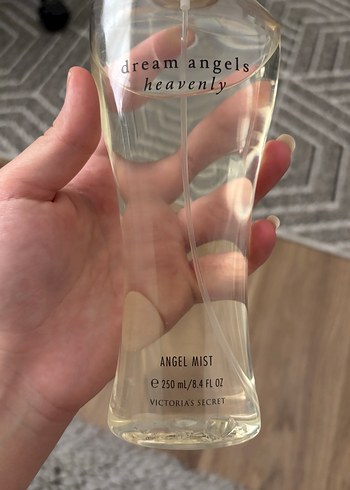 dream angels
heavenly
ANGEL MIST
℮ 250 mL/8.4 FL OZ
VICTORIA'S SECRET